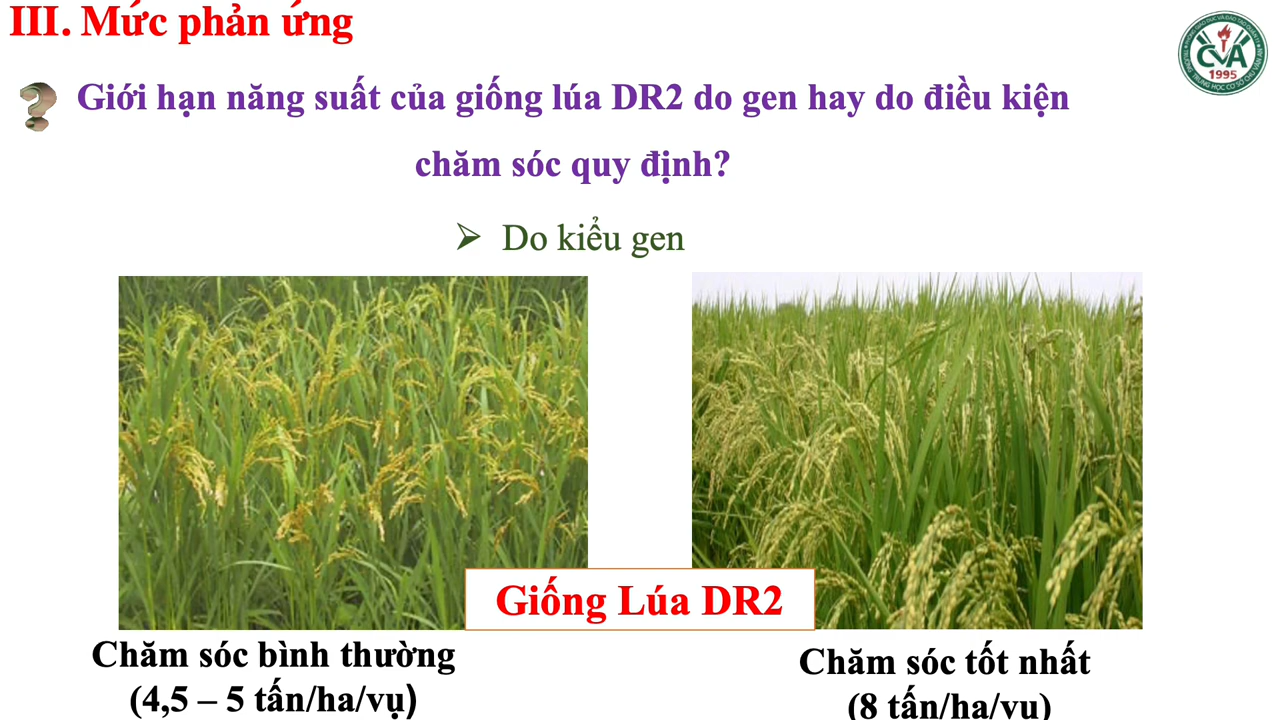 III. Mức phản ứng
Giới hạn năng suất của giống lúa DR2 do gen hay do điều kiện
chăm sóc quy định?
➢ Do kiểu gen
Giống Lúa DR2
Chăm sóc bình thường
(4,5 – 5 tấn/ha/vụ)
Chăm sóc tốt nhất
(8 tấn/ha/vụ)
CVA
1995